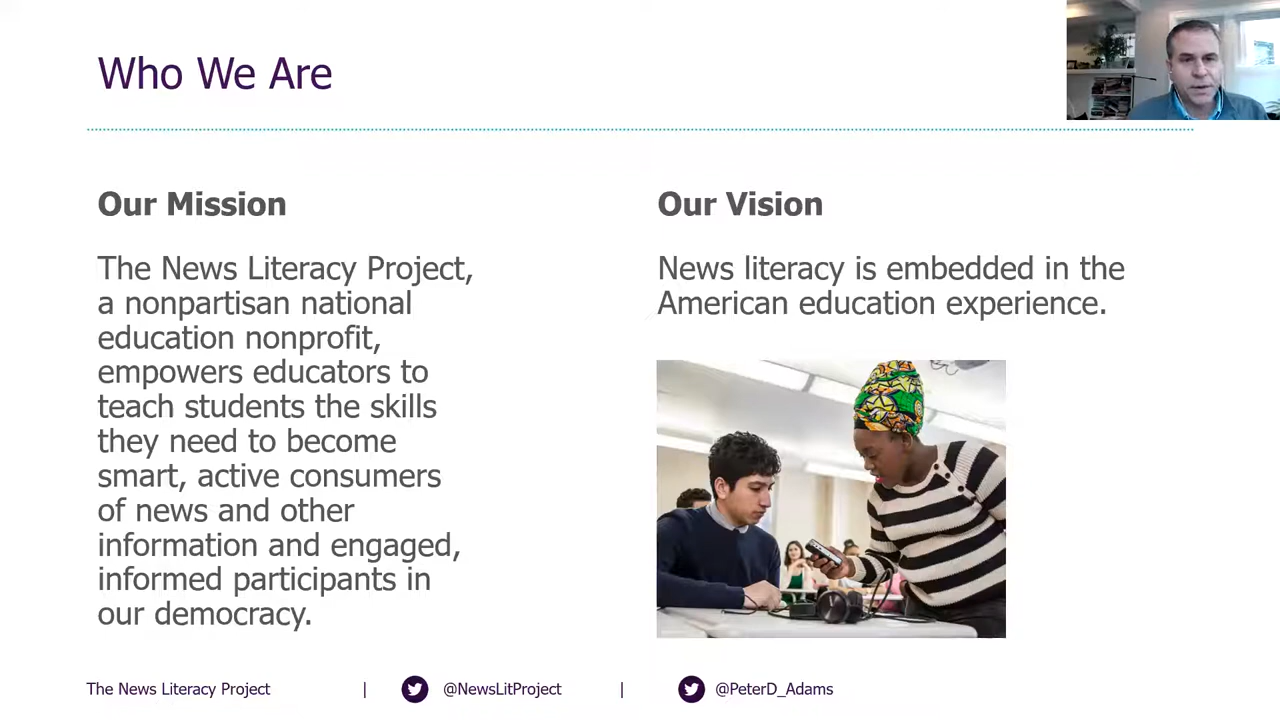 Who We Are
Our Mission
The News Literacy Project,
a nonpartisan national
education nonprofit,
empowers educators to
teach students the skills
they need to become
smart, active consumers
of news and other
information and engaged,
informed participants in
our democracy.
Our Vision
News literacy is embedded in the
American education experience.
The News Literacy Project | @NewsLitProject | @PeterD_Adams